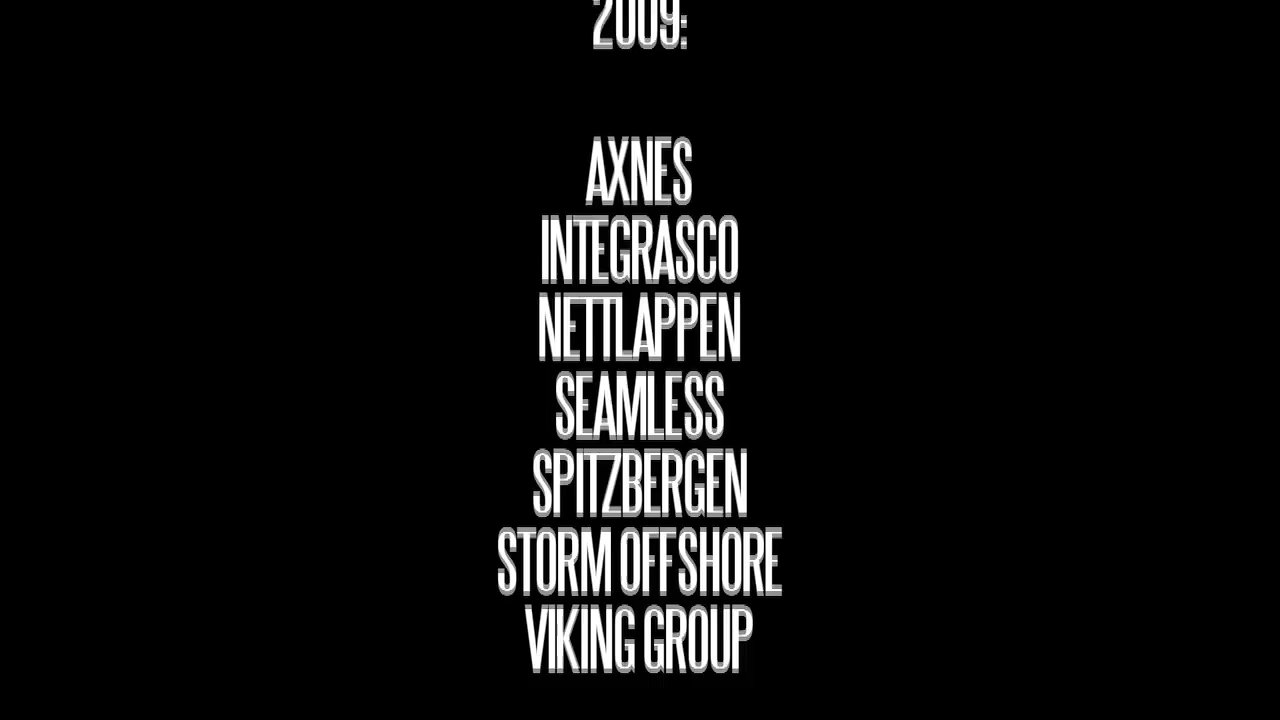 2009:
AXNES
INTEGRASCO
NETTLAPPEN
SEAMLESS
SPITZBERGEN
STORM OFFSHORE
VIKING GROUP